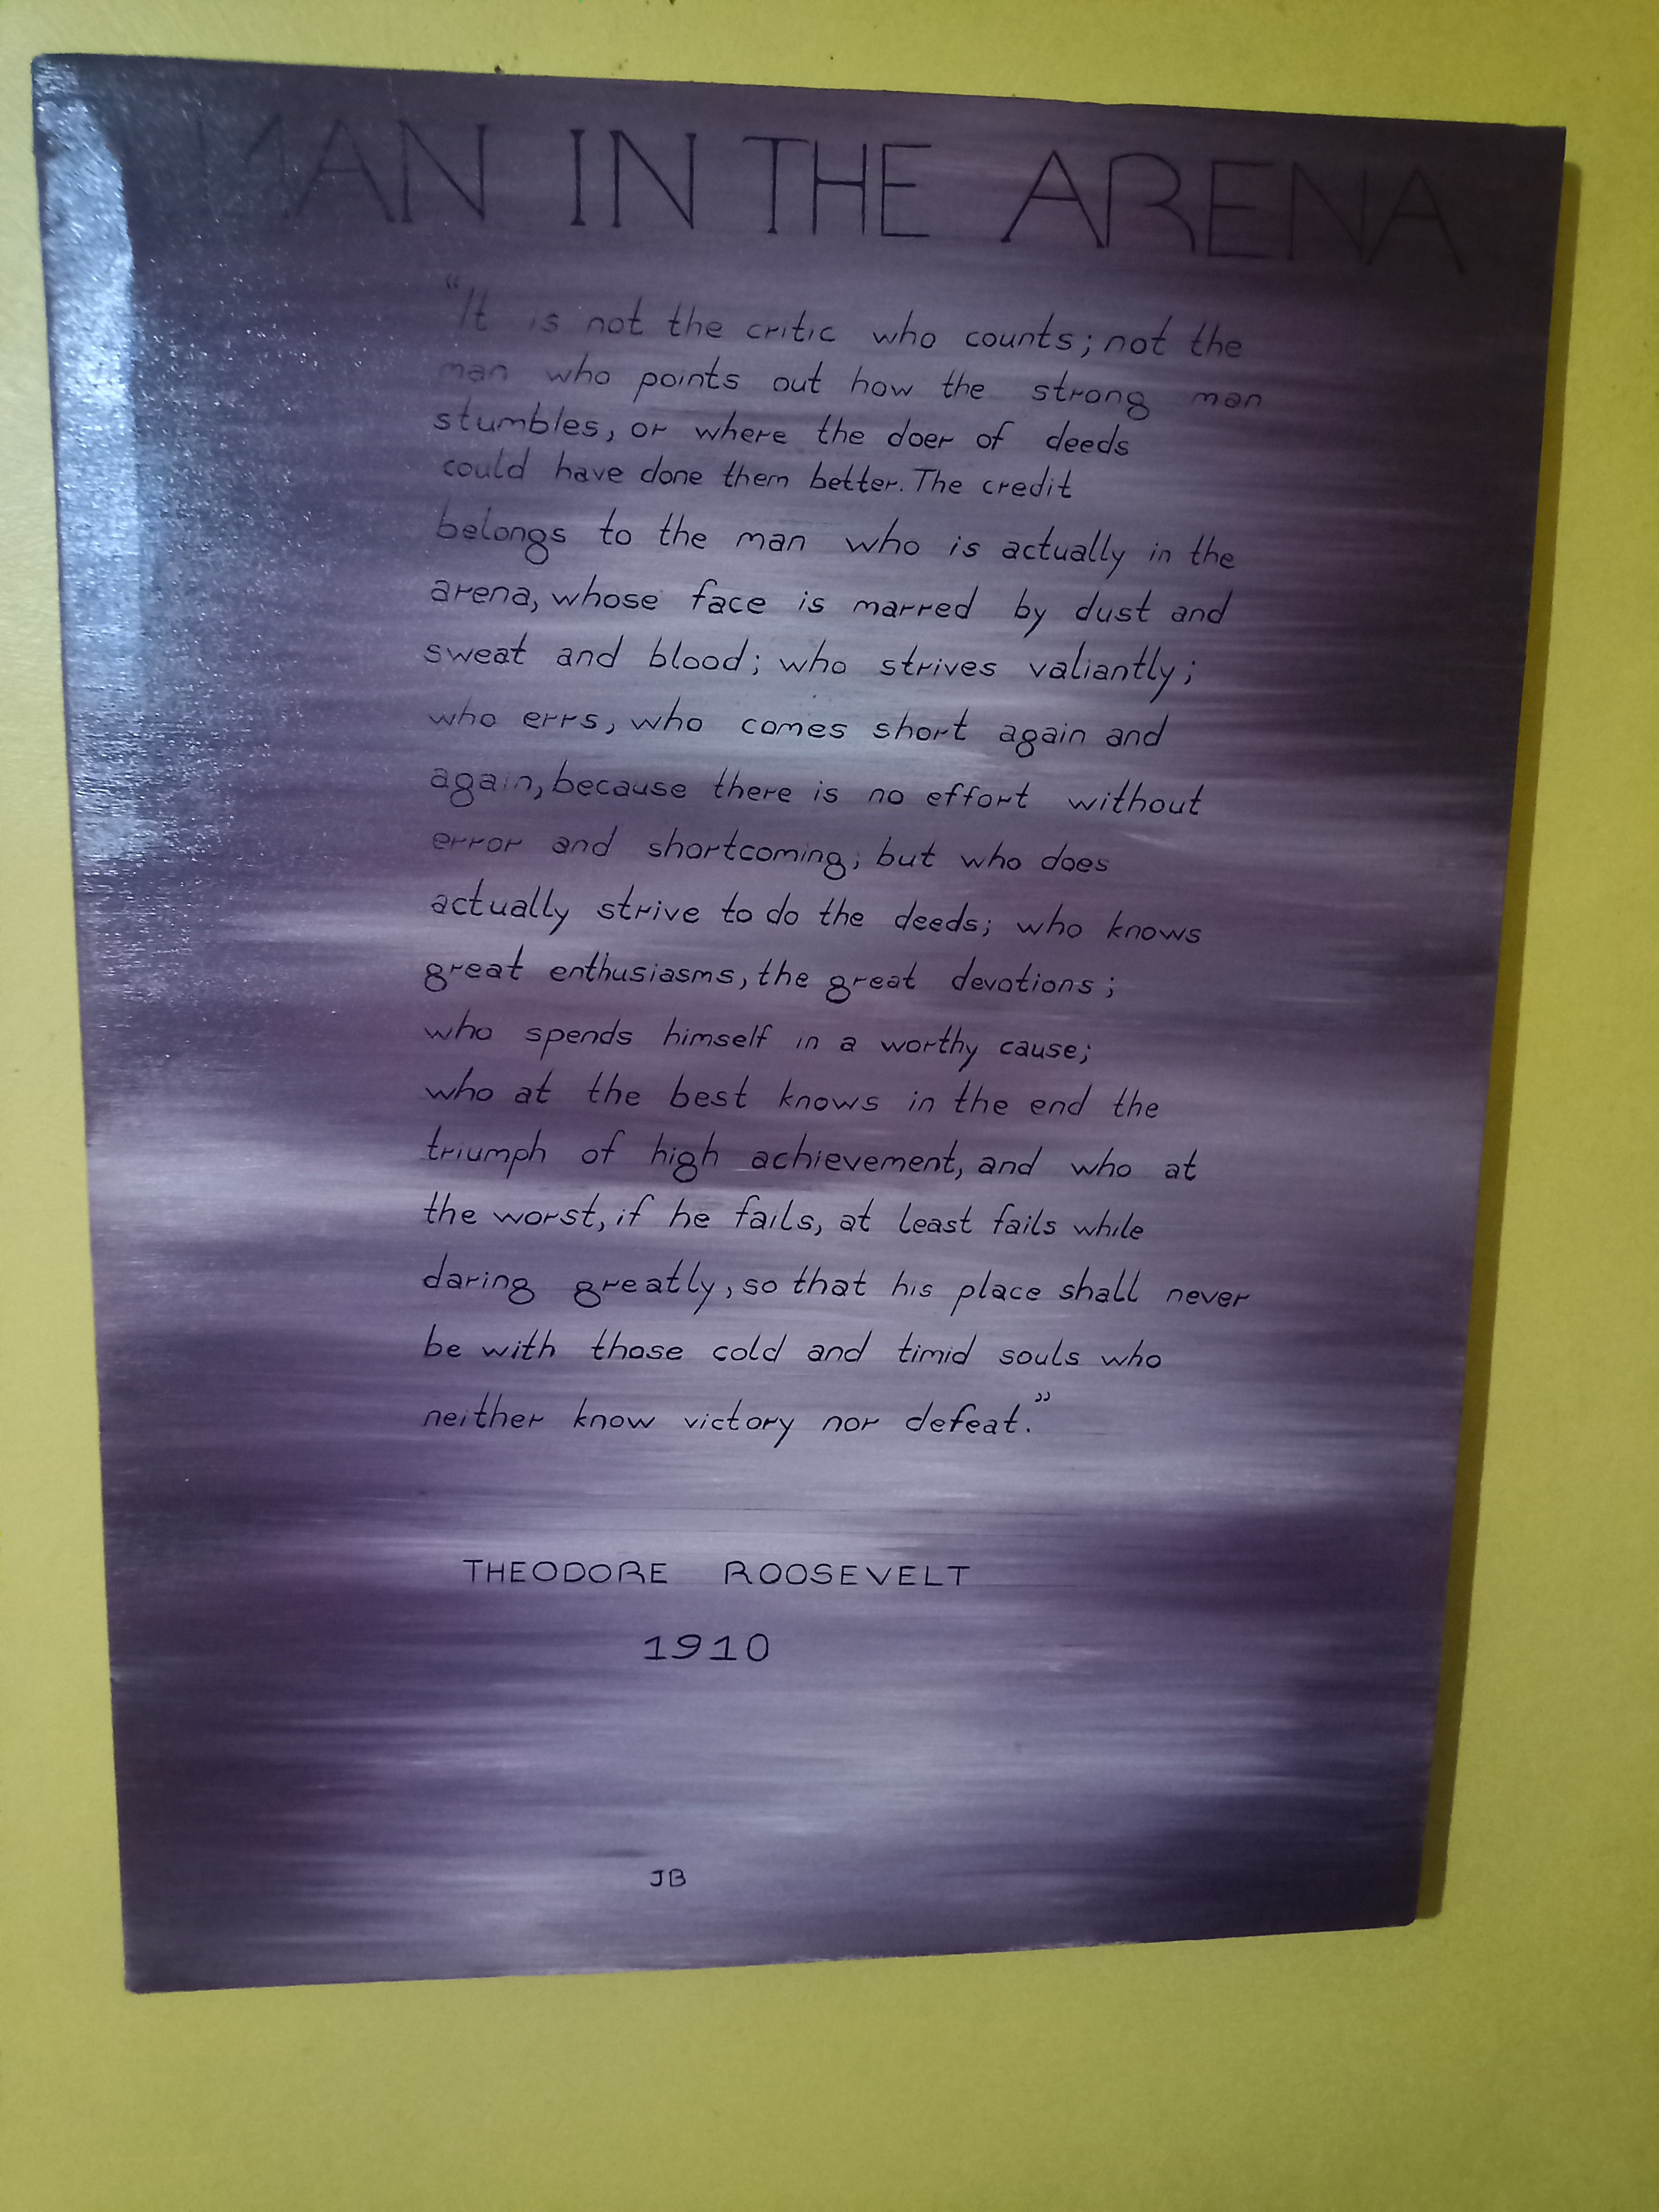 MAN IN THE ARENA
“It is not the critic who counts; not the
man who points out how the strong man
stumbles, or where the doer of deeds
could have done them better. The credit
belongs to the man who is actually in the
arena, whose face is marred by dust and
sweat and blood; who strives valiantly;
who errs, who comes short again and
again, because there is no effort without
error and shortcoming; but who does
actually strive to do the deeds; who knows
great enthusiasms, the great devotions;
who spends himself in a worthy cause;
who at the best knows in the end the
triumph of high achievement, and who at
the worst, if he fails, at least fails while
daring greatly, so that his place shall never
be with those cold and timid souls who
neither know victory nor defeat.”
THEODORE ROOSEVELT
1910
JB